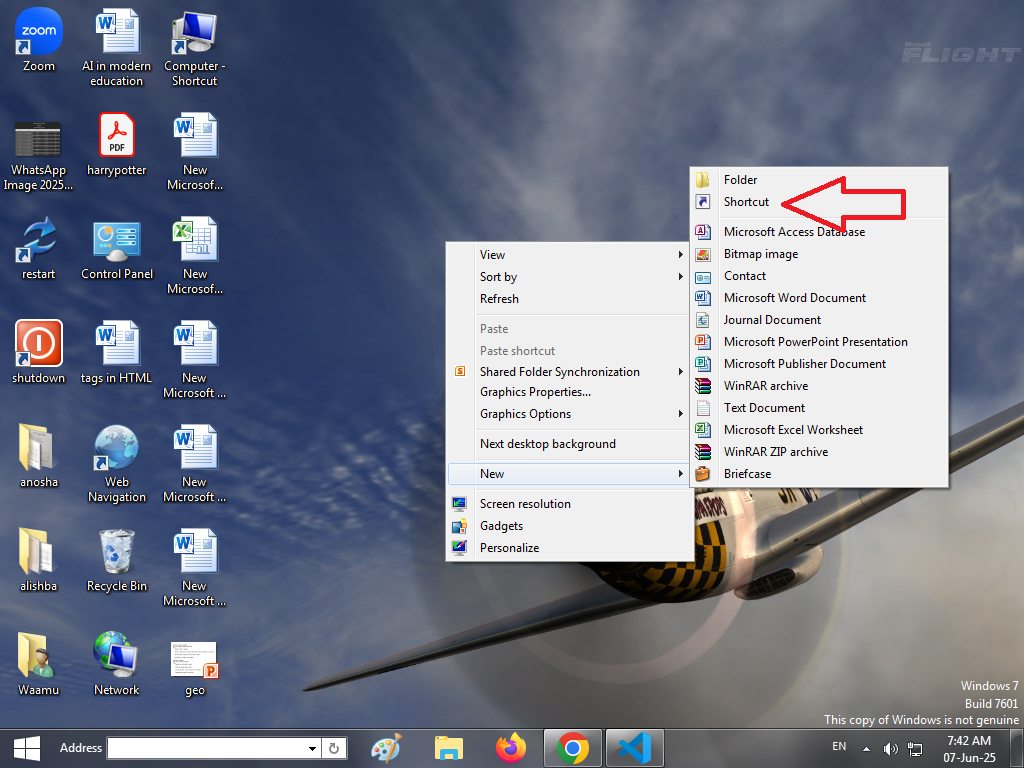 zoom
Zoom
AI in modern
education
Computer -
Shortcut
WhatsApp
Image 2025...
PDF
harrypotter
New
Microsof...
restart
Control Panel
New
Microsof...
shutdown
tags in HTML
New
Microsoft ...
anosha
Web
Navigation
New
Microsoft ...
alishba
Recycle Bin
New
Microsoft ...
Waamu
Network
geo
FLIGHT
View
Sort by
Refresh
Paste
Paste shortcut
Shared Folder Synchronization
Graphics Properties...
Graphics Options
Next desktop background
New
Screen resolution
Gadgets
Personalize
Folder
Shortcut
Microsoft Access Database
Bitmap image
Contact
Microsoft Word Document
Journal Document
Microsoft PowerPoint Presentation
Microsoft Publisher Document
WinRAR archive
Text Document
Microsoft Excel Worksheet
WinRAR ZIP archive
Briefcase
Windows 7
Build 7601
This copy of Windows is not genuine
Address
EN
7:42 AM
07-Jun-25